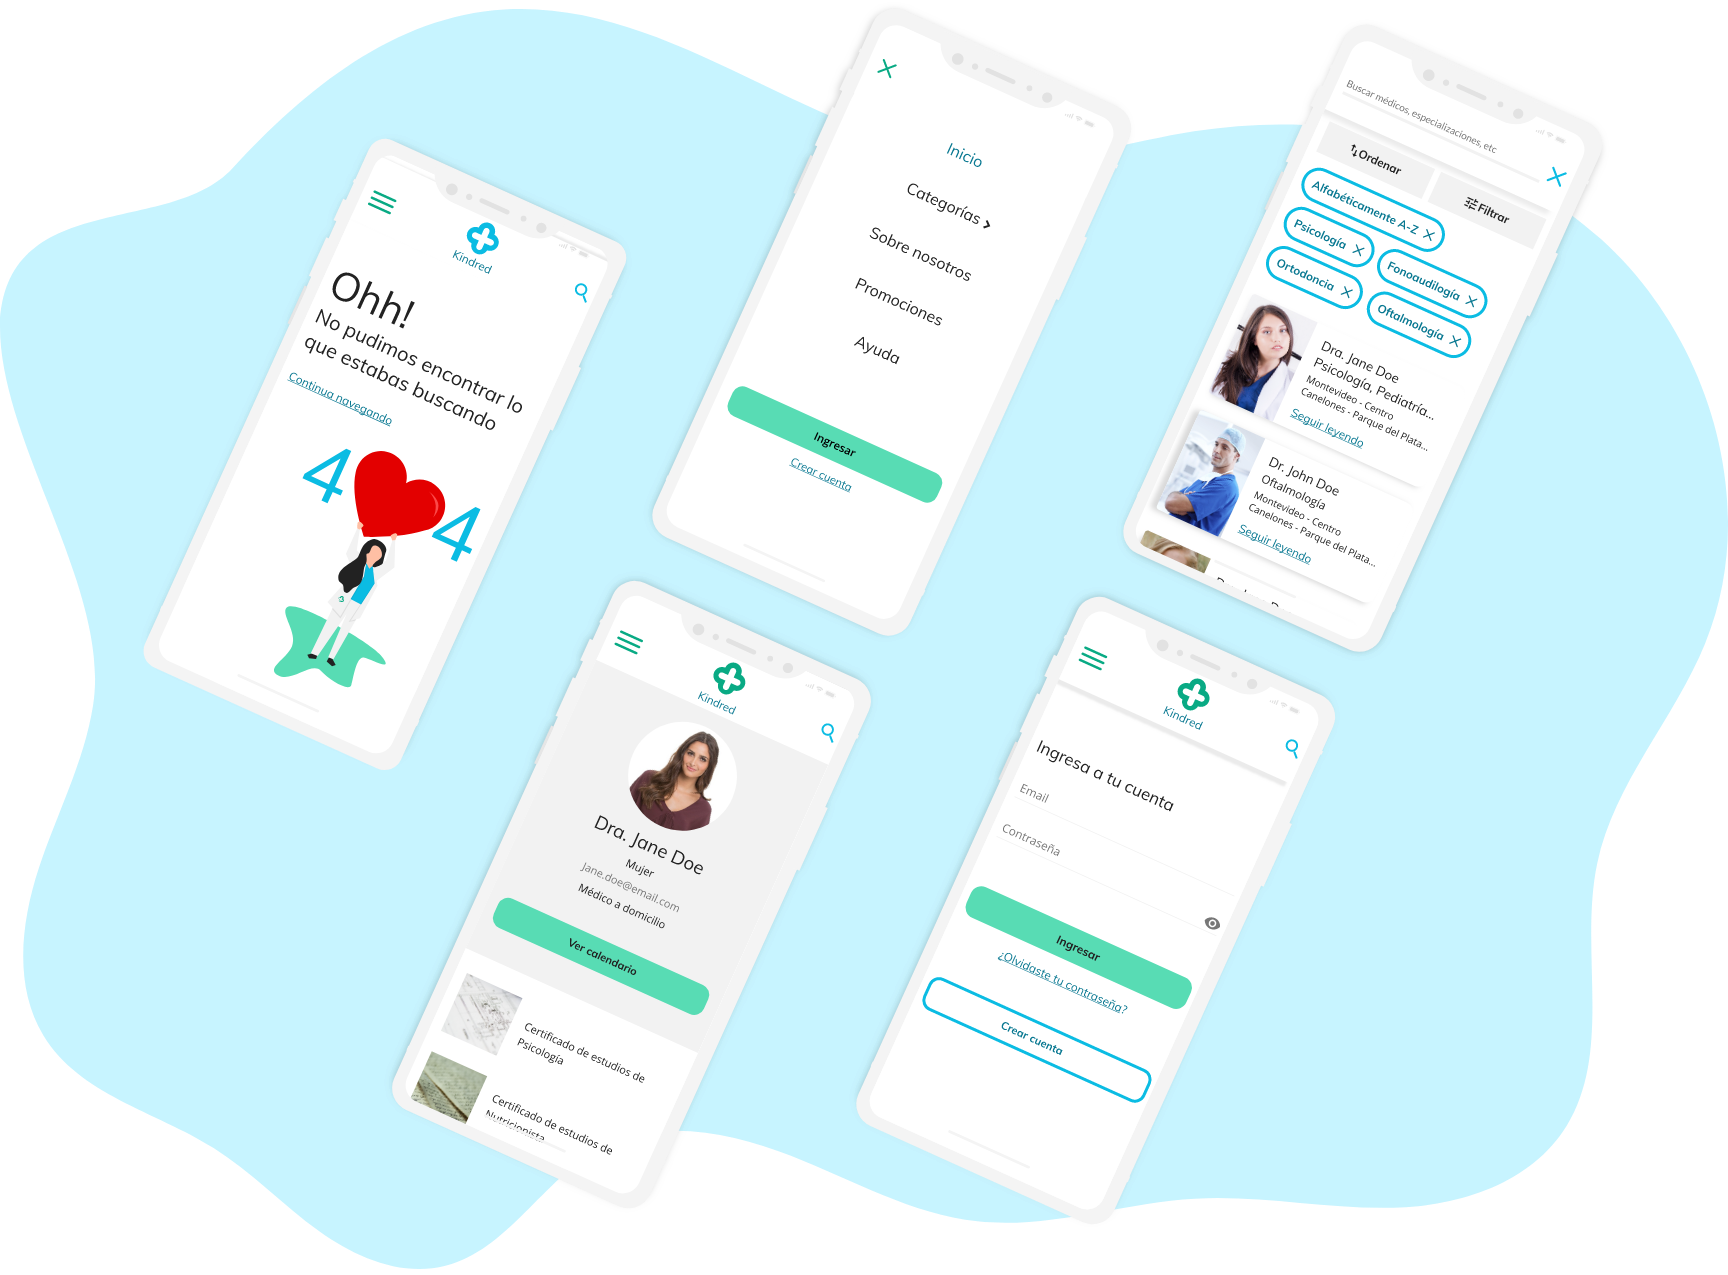 Kindred
Ohh!
No pudimos encontrar lo
que estabas buscando
Continua navegando
4 4
Inicio
Categorías
Sobre nosotros
Promociones
Ayuda
Ingresar
Crear cuenta
Buscar médicos, especializaciones, etc
Ordenar
Filtrar
Alfabéticamente A-Z
Psicología
Fonoaudilogía
Ortodoncia
Oftalmología
Dra. Jane Doe
Psicología, Pediatría...
Montevideo - Centro
Canelones - Parque del Plata...
Seguir leyendo
Dr. John Doe
Oftalmología
Montevideo - Centro
Canelones - Parque del Plata...
Seguir leyendo
Kindred
Dra. Jane Doe
Mujer
Jane.doe@email.com
Médico a domicilio
Ver calendario
Certificado de estudios de
Psicología
Certificado de estudios de
Nutricionista
Kindred
Ingresa a tu cuenta
Email
Contraseña
Ingresar
¿Olvidaste tu contraseña?
Crear cuenta